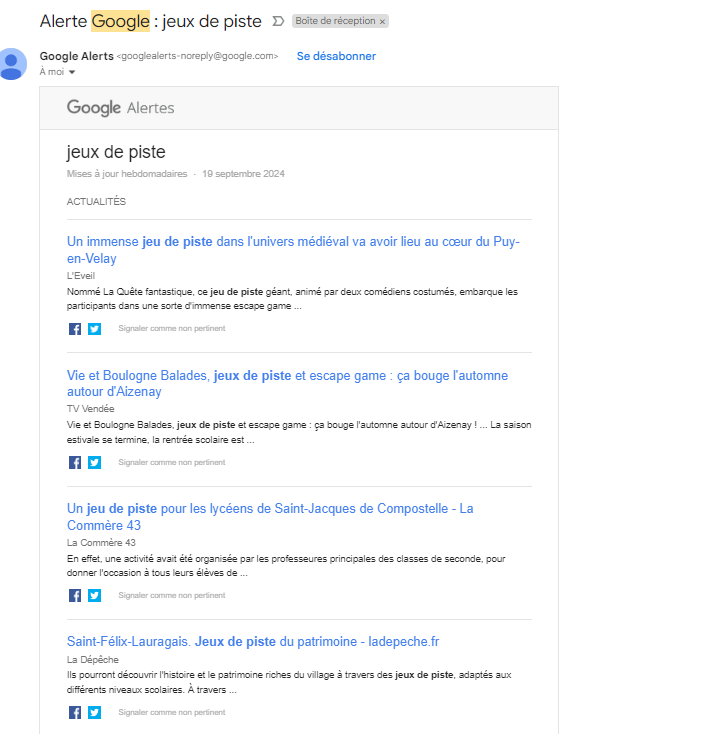 Alerte Google : jeux de piste Boîte de réception ×
Google Alerts <googlealerts-noreply@google.com> Se désabonner
À moi
Google Alertes
jeux de piste
Mises à jour hebdomadaires · 19 septembre 2024
ACTUALITÉS
Un immense jeu de piste dans l'univers médiéval va avoir lieu au cœur du Puy-
en-Velay
L'Eveil
Nommé La Quête fantastique, ce jeu de piste géant, animé par deux comédiens costumés, embarque les
participants dans une sorte d'immense escape game ...
Signaler comme non pertinent
Vie et Boulogne Balades, jeux de piste et escape game : ça bouge l'automne
autour d'Aizenay
TV Vendée
Vie et Boulogne Balades, jeux de piste et escape game : ça bouge l'automne autour d'Aizenay ! ... La saison
estivale se termine, la rentrée scolaire est ...
Signaler comme non pertinent
Un jeu de piste pour les lycéens de Saint-Jacques de Compostelle - La
Commère 43
La Commère 43
En effet, une activité avait été organisée par les professeures principales des classes de seconde, pour
donner l'occasion à tous leurs élèves de ...
Signaler comme non pertinent
Saint-Félix-Lauragais. Jeux de piste du patrimoine - ladepeche.fr
La Dépêche
Ils pourront découvrir l'histoire et le patrimoine riches du village à travers des jeux de piste, adaptés aux
différents niveaux scolaires. À travers ...
Signaler comme non pertinent